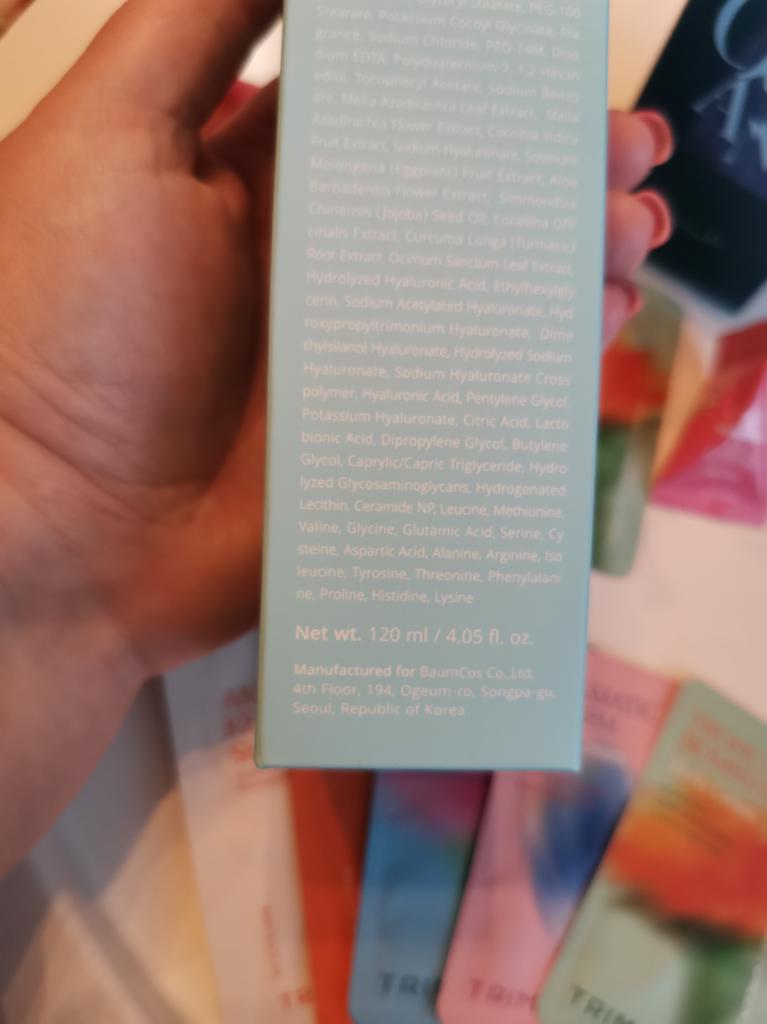 Glyceryl Stearate, PEG-100
Stearate, Potassium Cocoyl Glycinate, Fra
grance, Sodium Chloride, PEG-14M, Diso
dium EDTA, Polyquaternium-7, 1,2-Hexan
ediol, Tocopheryl Acetate, Sodium Benzo
ate, Melia Azadirachta Leaf Extract, Melia
Azadirachta Flower Extract, Coccinia Indica
Fruit Extract, Sodium Hyaluronate, Solanum
Melongena (Eggplant) Fruit Extract, Aloe
Barbadensis Flower Extract, Simmondsia
Chinensis (Jojoba) Seed Oil, Corallina Offi
cinalis Extract, Curcuma Longa (Turmeric)
Root Extract, Ocimum Sanctum Leaf Extract,
Hydrolyzed Hyaluronic Acid, Ethylhexylgly
cerin, Sodium Acetylated Hyaluronate, Hyd
roxypropyltrimonium Hyaluronate, Dime
thylsilanol Hyaluronate, Hydrolyzed Sodium
Hyaluronate, Sodium Hyaluronate Cross
polymer, Hyaluronic Acid, Pentylene Glycol,
Potassium Hyaluronate, Citric Acid, Lacto
bionic Acid, Dipropylene Glycol, Butylene
Glycol, Caprylic/Capric Triglyceride, Hydro
lyzed Glycosaminoglycans, Hydrogenated
Lecithin, Ceramide NP, Leucine, Methionine,
Valine, Glycine, Glutamic Acid, Serine, Cy
steine, Aspartic Acid, Alanine, Arginine, Iso
leucine, Tyrosine, Threonine, Phenylalani
ne, Proline, Histidine, Lysine
Net wt. 120 ml / 4.05 fl. oz.
Manufactured for BaumCos Co.,Ltd.
4th Floor, 194, Ogeum-ro, Songpa-gu,
Seoul, Republic of Korea